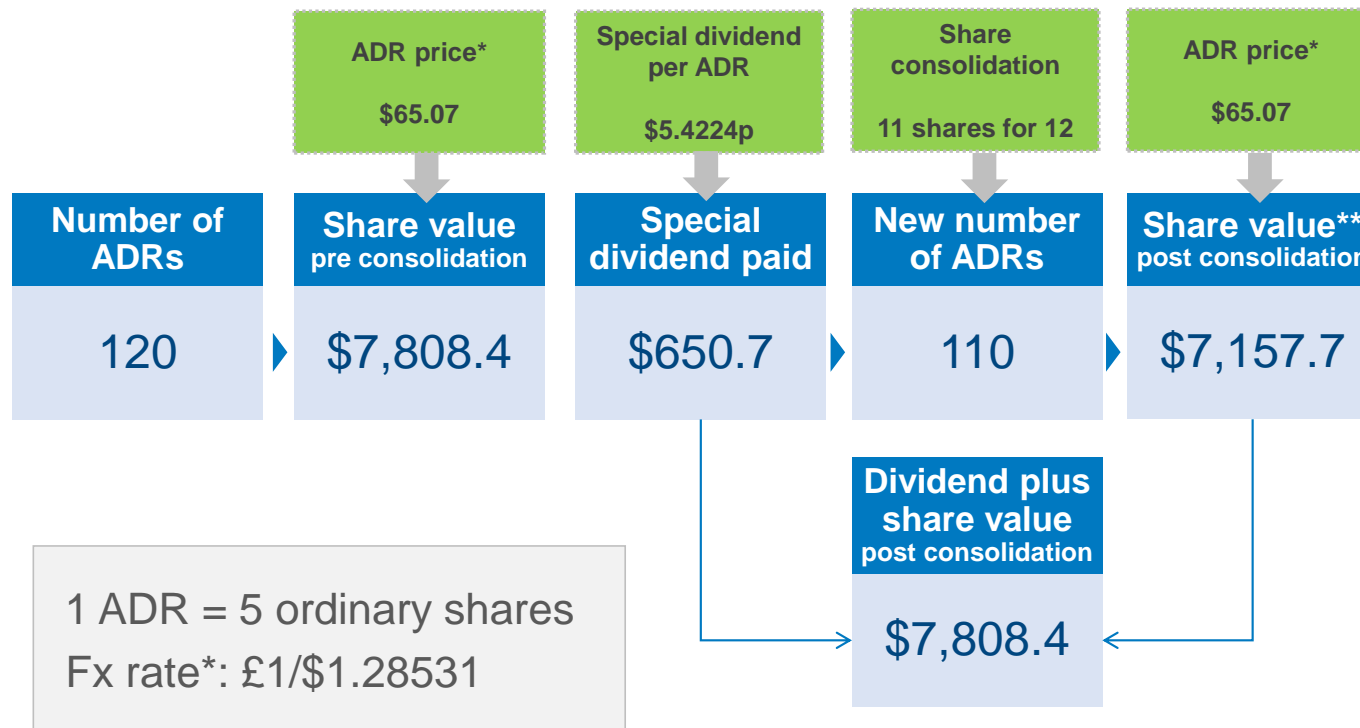 ADR price*
$65.07
Special dividend
per ADR
$5.4224p
Share
consolidation
11 shares for 12
ADR price*
$65.07
Number of
ADRs
120
Share value
pre consolidation
$7,808.4
Special
dividend paid
$650.7
New number
of ADRs
110
Share value**
post consolidation
$7,157.7
Dividend plus
share value
post consolidation
$7,808.4
1 ADR = 5 ordinary shares
Fx rate*: £1/$1.28531